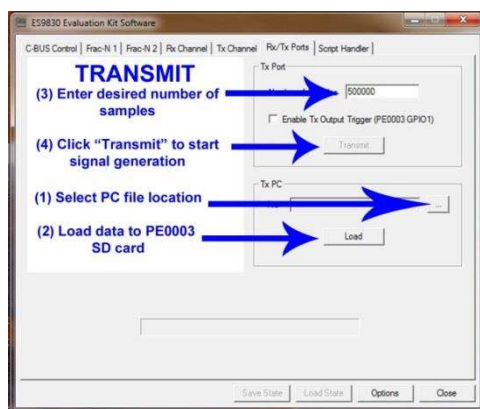 ES9830 Evaluation Kit Software
C-BUS Control Frac-N 1 Frac-N 2 Rx Channel Tx Channel Rx/Tx Ports Script Handler
TRANSMIT
(3) Enter desired number of
samples
(4) Click “Transmit” to start
signal generation
(1) Select PC file location
(2) Load data to PE0003
SD card
Tx Port
500000
Enable Tx Output Trigger (PE0003 GPIO1)
Transmit
Tx PC
...
Load
Save State Load State Options Close